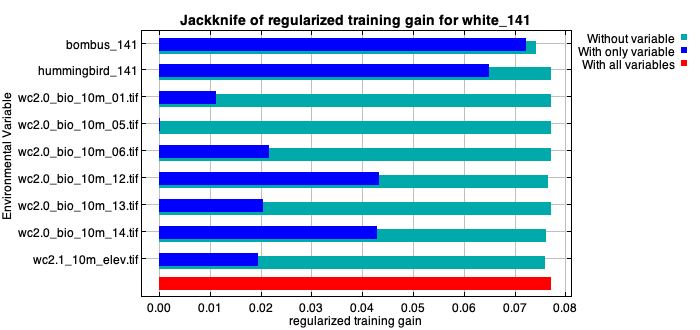 Jackknife of regularized training gain for white_141
Without variable
With only variable
With all variables
Environmental Variable
bombus_141
hummingbird_141
wc2.0_bio_10m_01.tif
wc2.0_bio_10m_05.tif
wc2.0_bio_10m_06.tif
wc2.0_bio_10m_12.tif
wc2.0_bio_10m_13.tif
wc2.0_bio_10m_14.tif
wc2.1_10m_elev.tif
0.00 0.01 0.02 0.03 0.04 0.05 0.06 0.07 0.08
regularized training gain